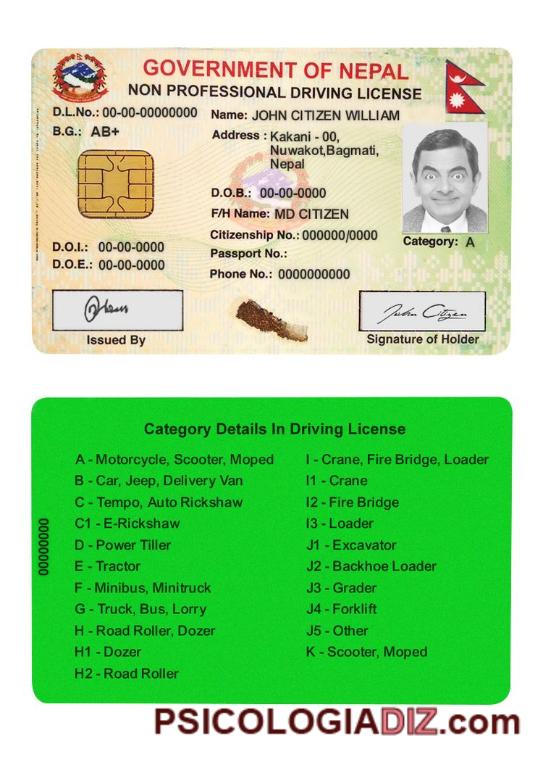 GOVERNMENT OF NEPAL
NON PROFESSIONAL DRIVING LICENSE
D.L.No.: 00-00-00000000
B.G.: AB+
Name: JOHN CITIZEN WILLIAM
Address : Kakani - 00,
Nuwakot,Bagmati,
Nepal
D.O.B.: 00-00-0000
F/H Name: MD CITIZEN
Citizenship No.: 000000/0000
Passport No.:
Phone No.: 0000000000
D.O.I.: 00-00-0000
D.O.E.: 00-00-0000
Category: A
Issued By
John Citzen
Signature of Holder
Category Details In Driving License
A - Motorcycle, Scooter, Moped
B - Car, Jeep, Delivery Van
C - Tempo, Auto Rickshaw
C1 - E-Rickshaw
D - Power Tiller
E - Tractor
F - Minibus, Minitruck
G - Truck, Bus, Lorry
H - Road Roller, Dozer
H1 - Dozer
H2 - Road Roller
I - Crane, Fire Bridge, Loader
I1 - Crane
I2 - Fire Bridge
I3 - Loader
J1 - Excavator
J2 - Backhoe Loader
J3 - Grader
J4 - Forklift
J5 - Other
K - Scooter, Moped
00000000
PSICOLOGIADIZ.com